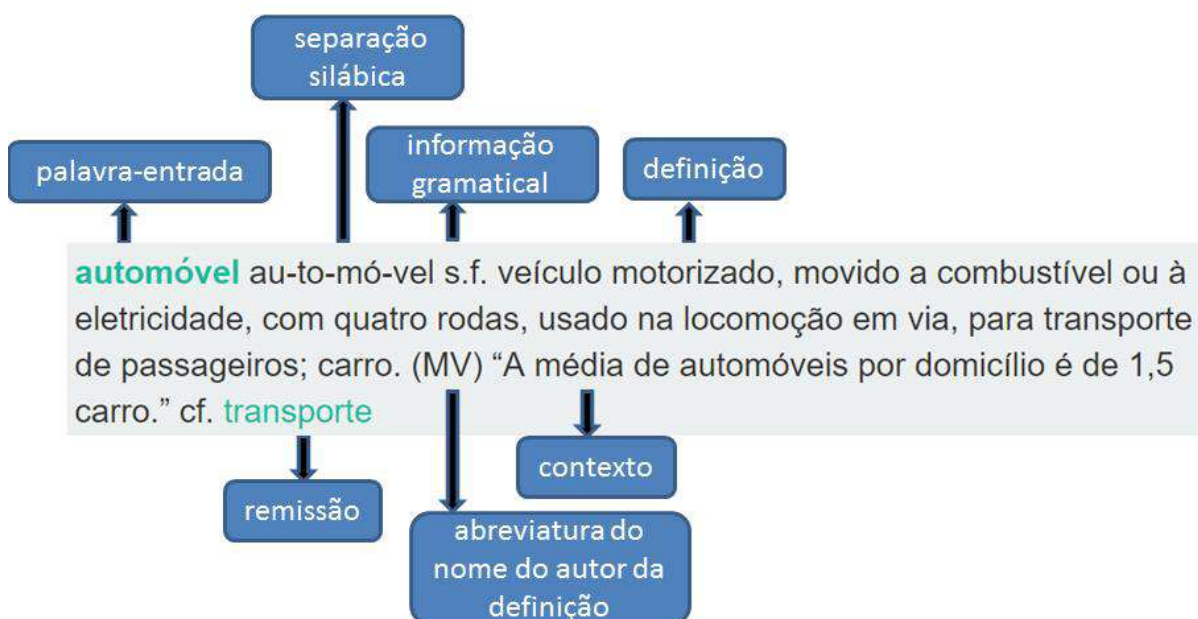 separação
silábica
palavra-entrada
informação
gramatical
definição
automóvel au-to-mó-vel s.f. veículo motorizado, movido a combustível ou à
eletricidade, com quatro rodas, usado na locomoção em via, para transporte
de passageiros; carro. (MV) “A média de automóveis por domicílio é de 1,5
carro.” cf. transporte
remissão
contexto
abreviatura do
nome do autor da
definição